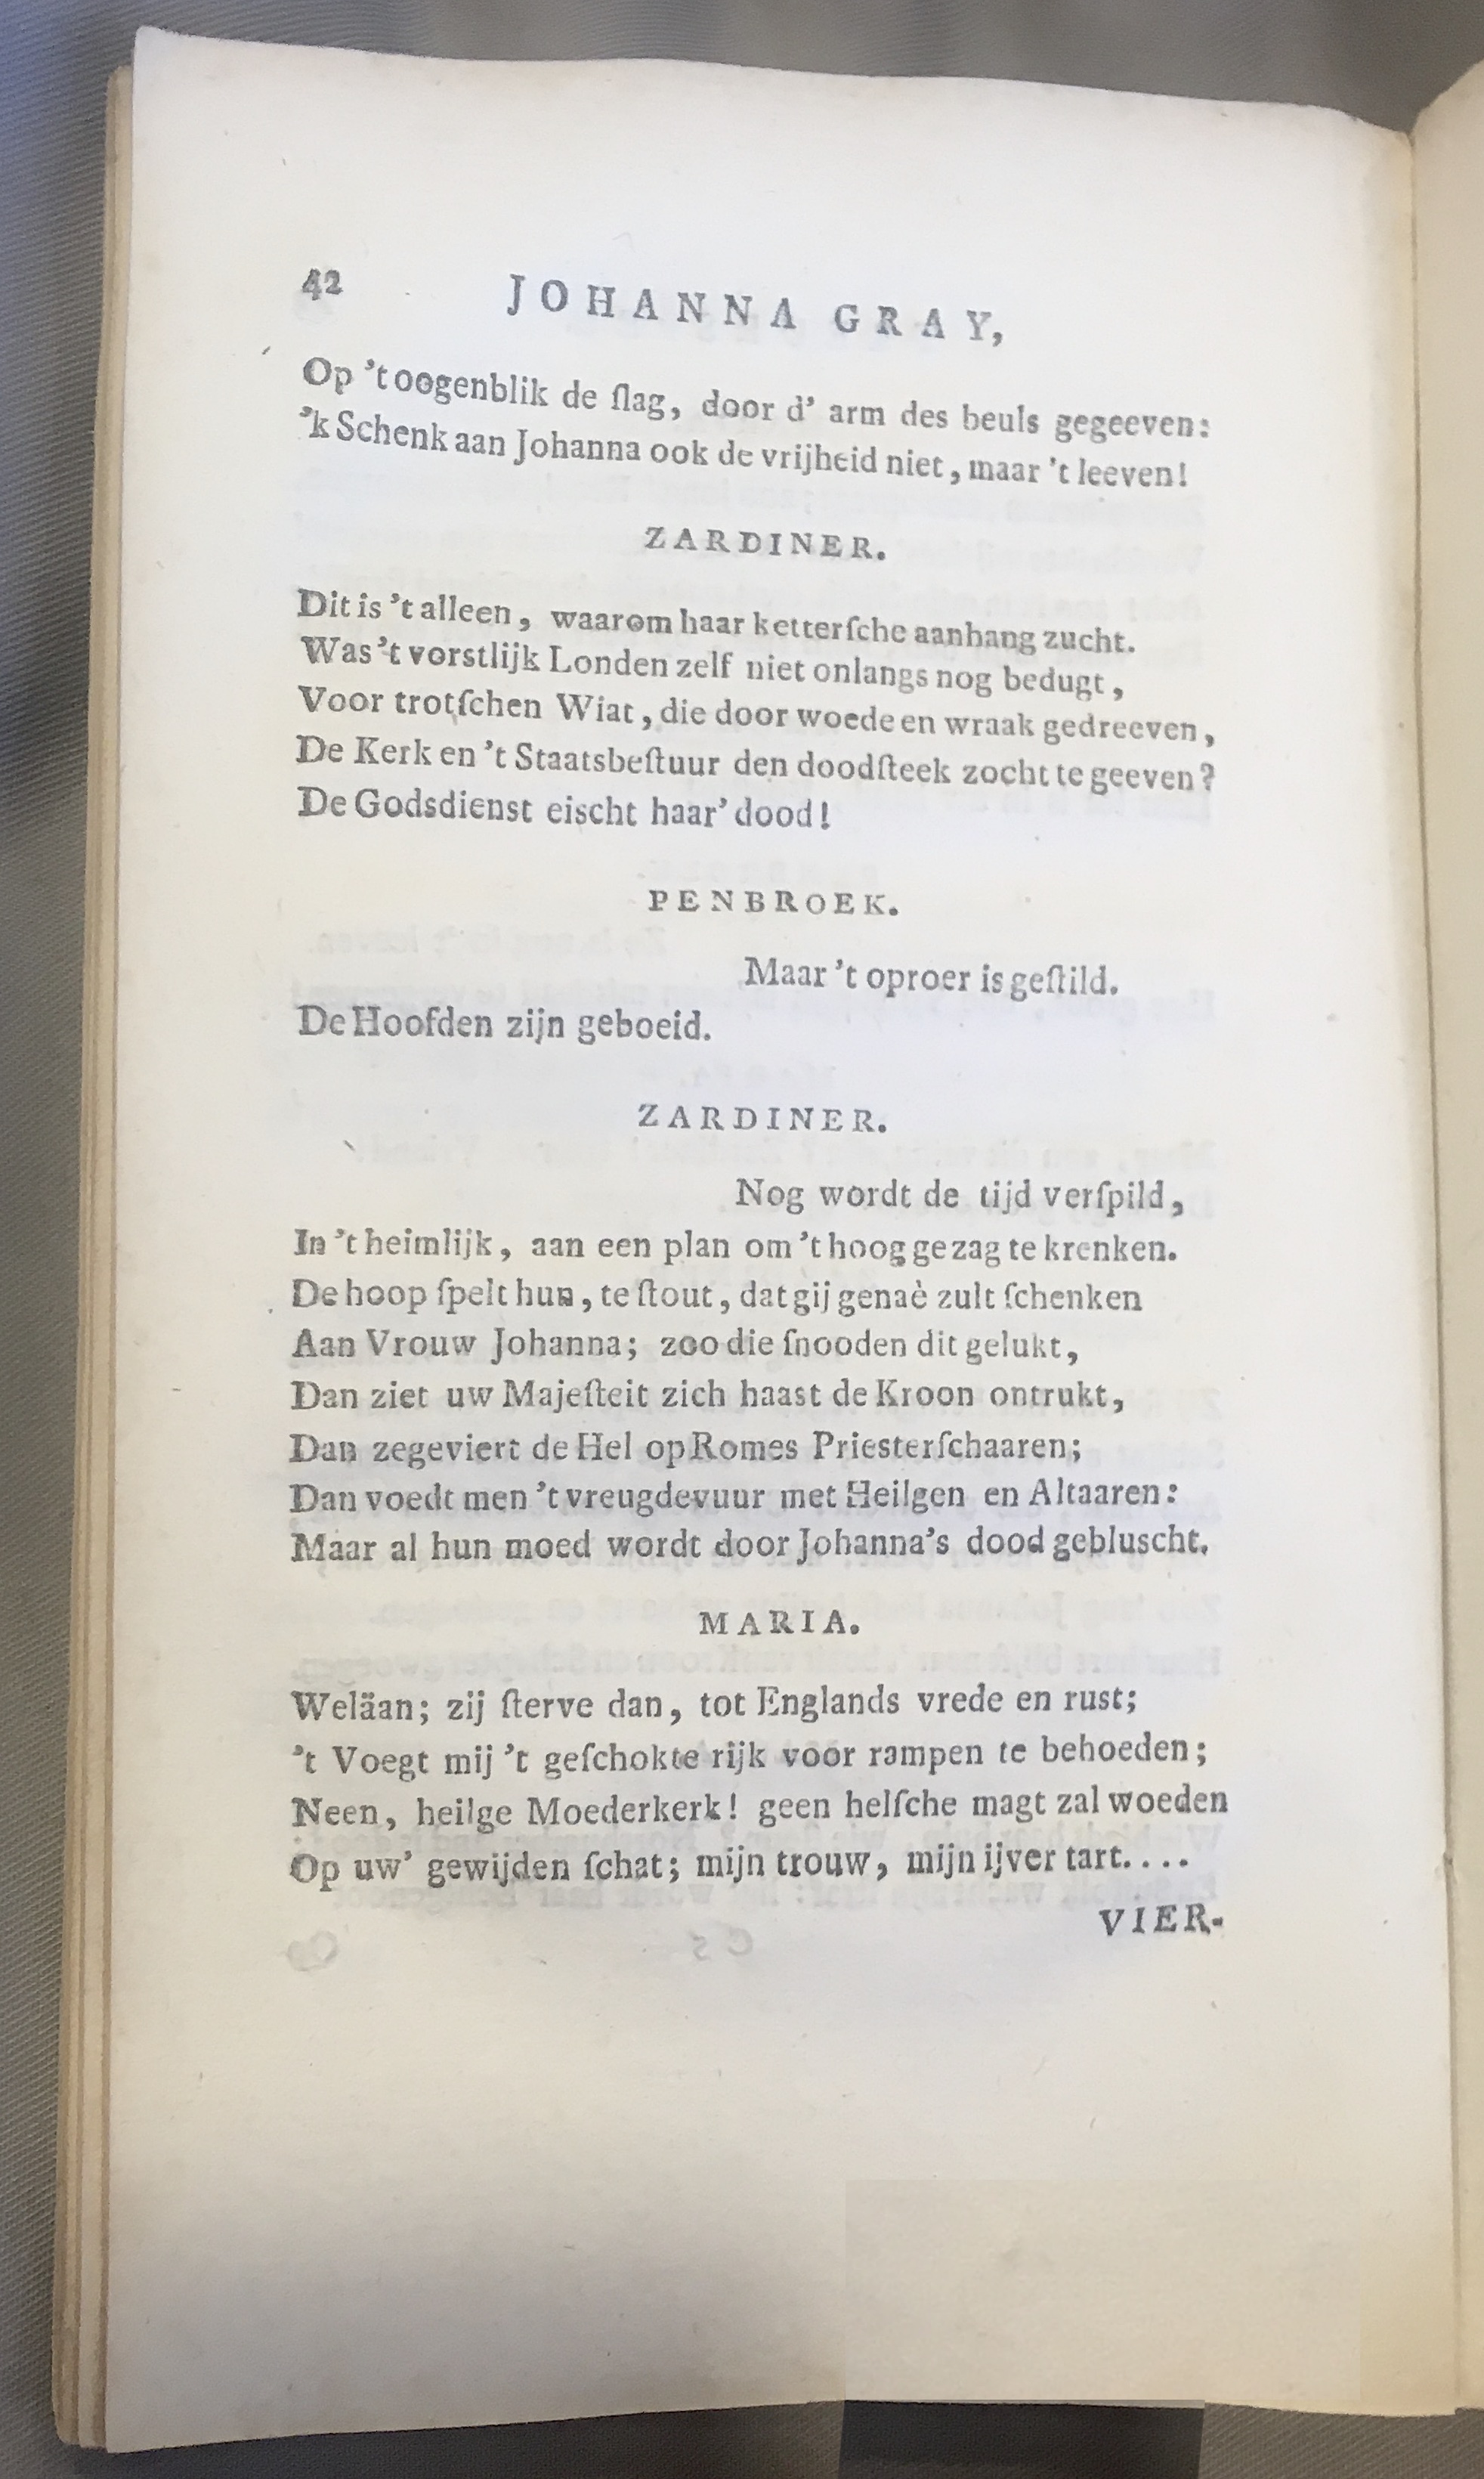 42 JOHANNA GRAY,
Op 't oogenblik de ſlag, door d' arm des beuls gegeeven:
'k Schenk aan Johanna ook de vrijheid niet, maar 't leeven!
ZARDINER.
Dit is 't alleen, waarom haar ketterſche aanhang zucht.
Was 't vorstlijk Londen zelf niet onlangs nog bedugt,
Voor trotſchen Wiat, die door woede en wraak gedreeven,
De Kerk en 't Staatsbeſtuur den doodſteek zocht te geeven?
De Godsdienst eischt haar' dood!
PENBROEK.
Maar 't oproer is geſtild.
De Hoofden zijn geboeid.
ZARDINER.
Nog wordt de tijd verſpild,
In 't heimlijk, aan een plan om 't hoog gezag te krenken.
De hoop ſpelt hun, te ſtout, dat gij genaè zult ſchenken
Aan Vrouw Johanna; zoo die ſnooden dit gelukt,
Dan ziet uw Majeſteit zich haast de Kroon ontrukt,
Dan zegeviert de Hel op Romes Priesterſchaaren;
Dan voedt men 't vreugdevuur met Heilgen en Altaaren:
Maar al hun moed wordt door Johanna's dood gebluscht.
MARIA.
Weläan; zij ſterve dan, tot Englands vrede en rust;
't Voegt mij 't geſchokte rijk voor rampen te behoeden;
Neen, heilge Moederkerk! geen helſche magt zal woeden
Op uw' gewijden ſchat; mijn trouw, mijn ijver tart....
VIER-